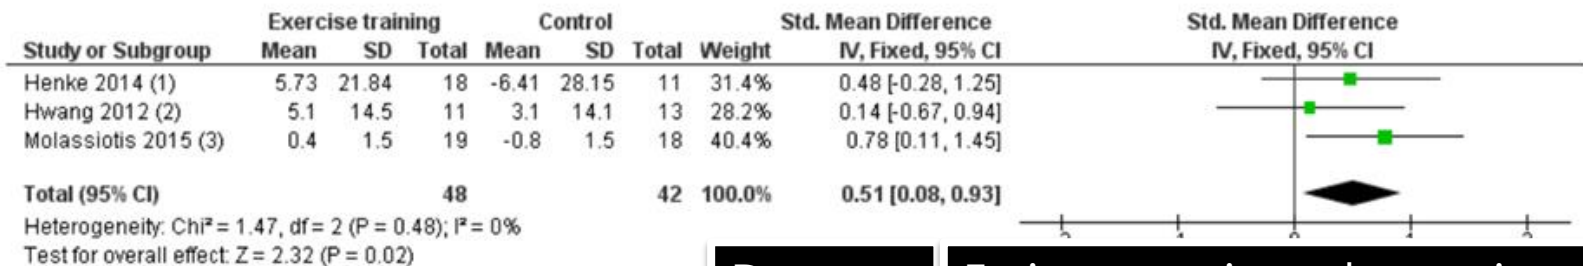 Exercise training Control Std. Mean Difference Std. Mean Difference
Study or Subgroup Mean SD Total Mean SD Total Weight IV, Fixed, 95% CI IV, Fixed, 95% CI
Henke 2014 (1) 5.73 21.84 18 -6.41 28.15 11 31.4% 0.48 [-0.28, 1.25]
Hwang 2012 (2) 5.1 14.5 11 3.1 14.1 13 28.2% 0.14 [-0.67, 0.94]
Molassiotis 2015 (3) 0.4 1.5 19 -0.8 1.5 18 40.4% 0.78 [0.11, 1.45]
Total (95% CI) 48 42 100.0% 0.51 [0.08, 0.93]
Heterogeneity: Chi² = 1.47, df = 2 (P = 0.48); I² = 0%
Test for overall effect: Z = 2.32 (P = 0.02)